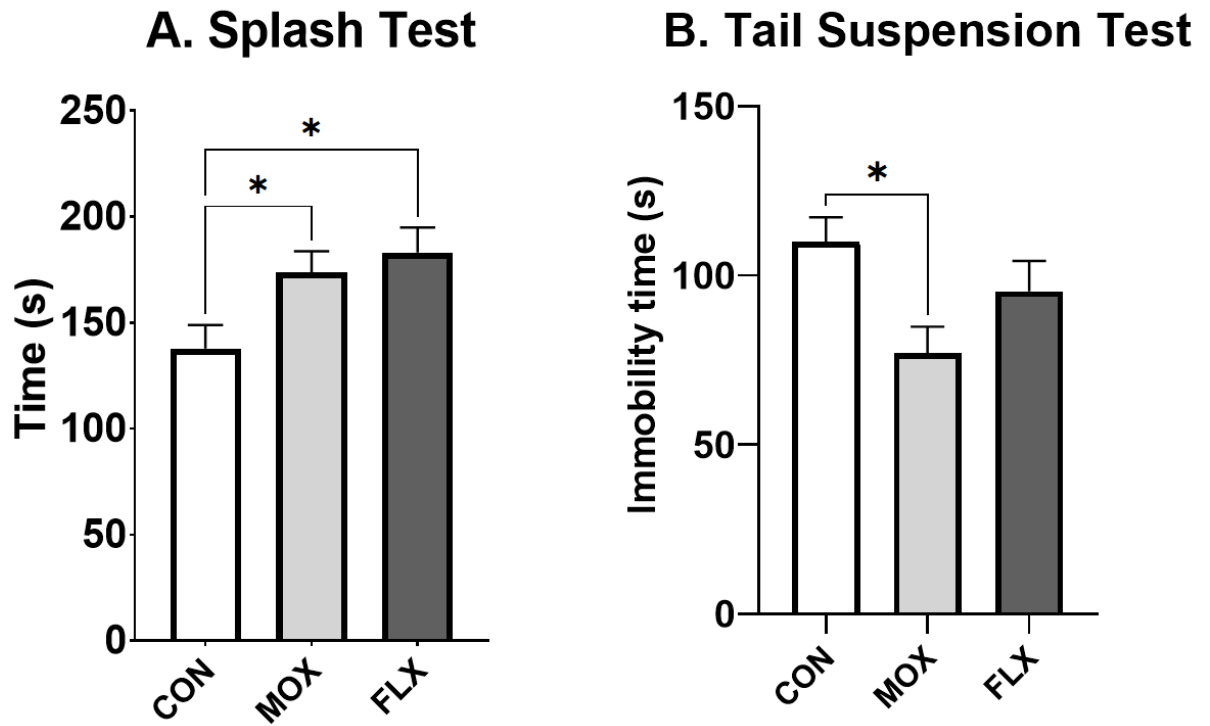 A. Splash Test
Time (s)
250
200
150
100
50
0
*
*
CON
MOX
FLX
B. Tail Suspension Test
Immobility time (s)
150
100
50
0
*
CON
MOX
FLX